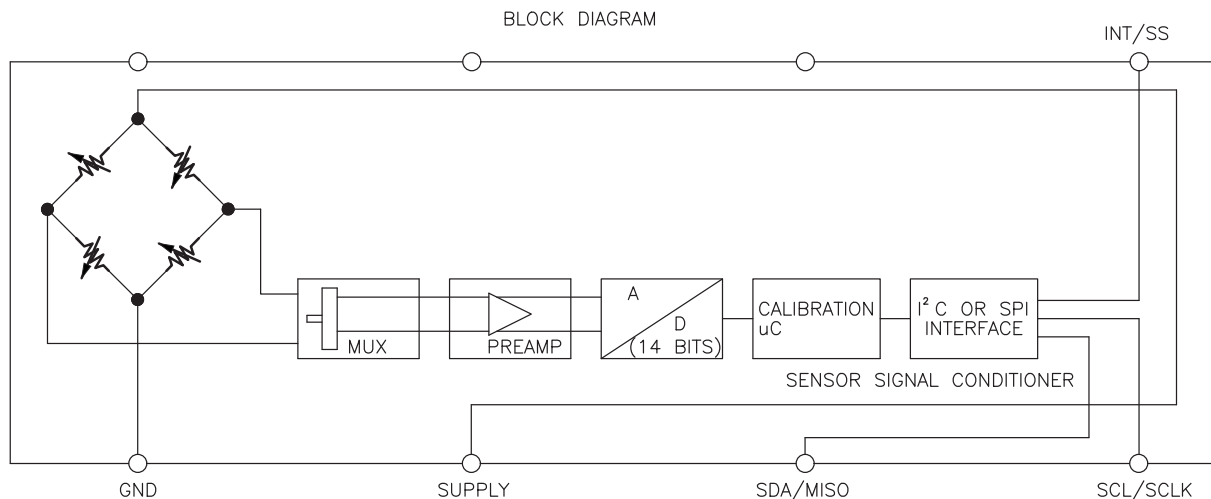 BLOCK DIAGRAM
INT/SS
A
D
(14 BITS)
MUX
PREAMP
CALIBRATION
uC
I² C OR SPI
INTERFACE
SENSOR SIGNAL CONDITIONER
GND
SUPPLY
SDA/MISO
SCL/SCLK